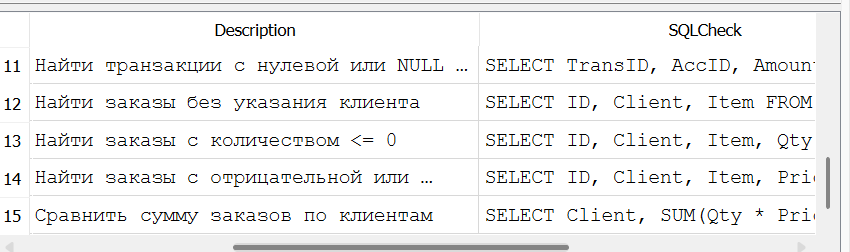 Description SQLCheck
11 Найти транзакции с нулевой или NULL … SELECT TransID, AccID, Amount
12 Найти заказы без указания клиента SELECT ID, Client, Item FROM
13 Найти заказы с количеством <= 0 SELECT ID, Client, Item, Qty
14 Найти заказы с отрицательной или … SELECT ID, Client, Item, Pric
15 Сравнить сумму заказов по клиентам SELECT Client, SUM(Qty * Pric